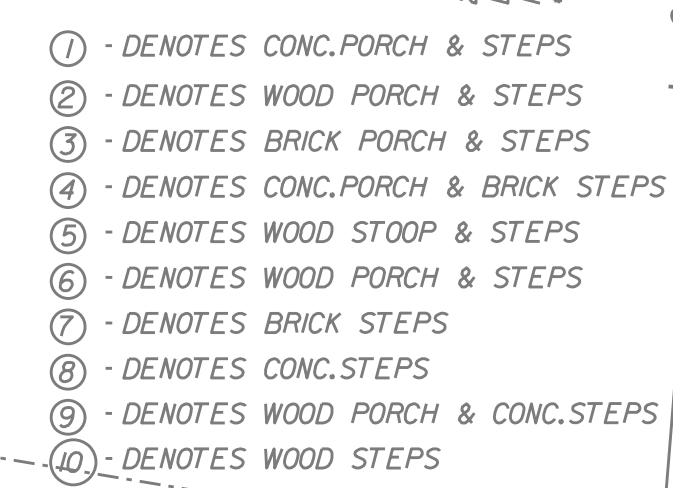 1 - DENOTES CONC.PORCH & STEPS
2 - DENOTES WOOD PORCH & STEPS
3 - DENOTES BRICK PORCH & STEPS
4 - DENOTES CONC.PORCH & BRICK STEPS
5 - DENOTES WOOD STOOP & STEPS
6 - DENOTES WOOD PORCH & STEPS
7 - DENOTES BRICK STEPS
8 - DENOTES CONC.STEPS
9 - DENOTES WOOD PORCH & CONC.STEPS
10 - DENOTES WOOD STEPS